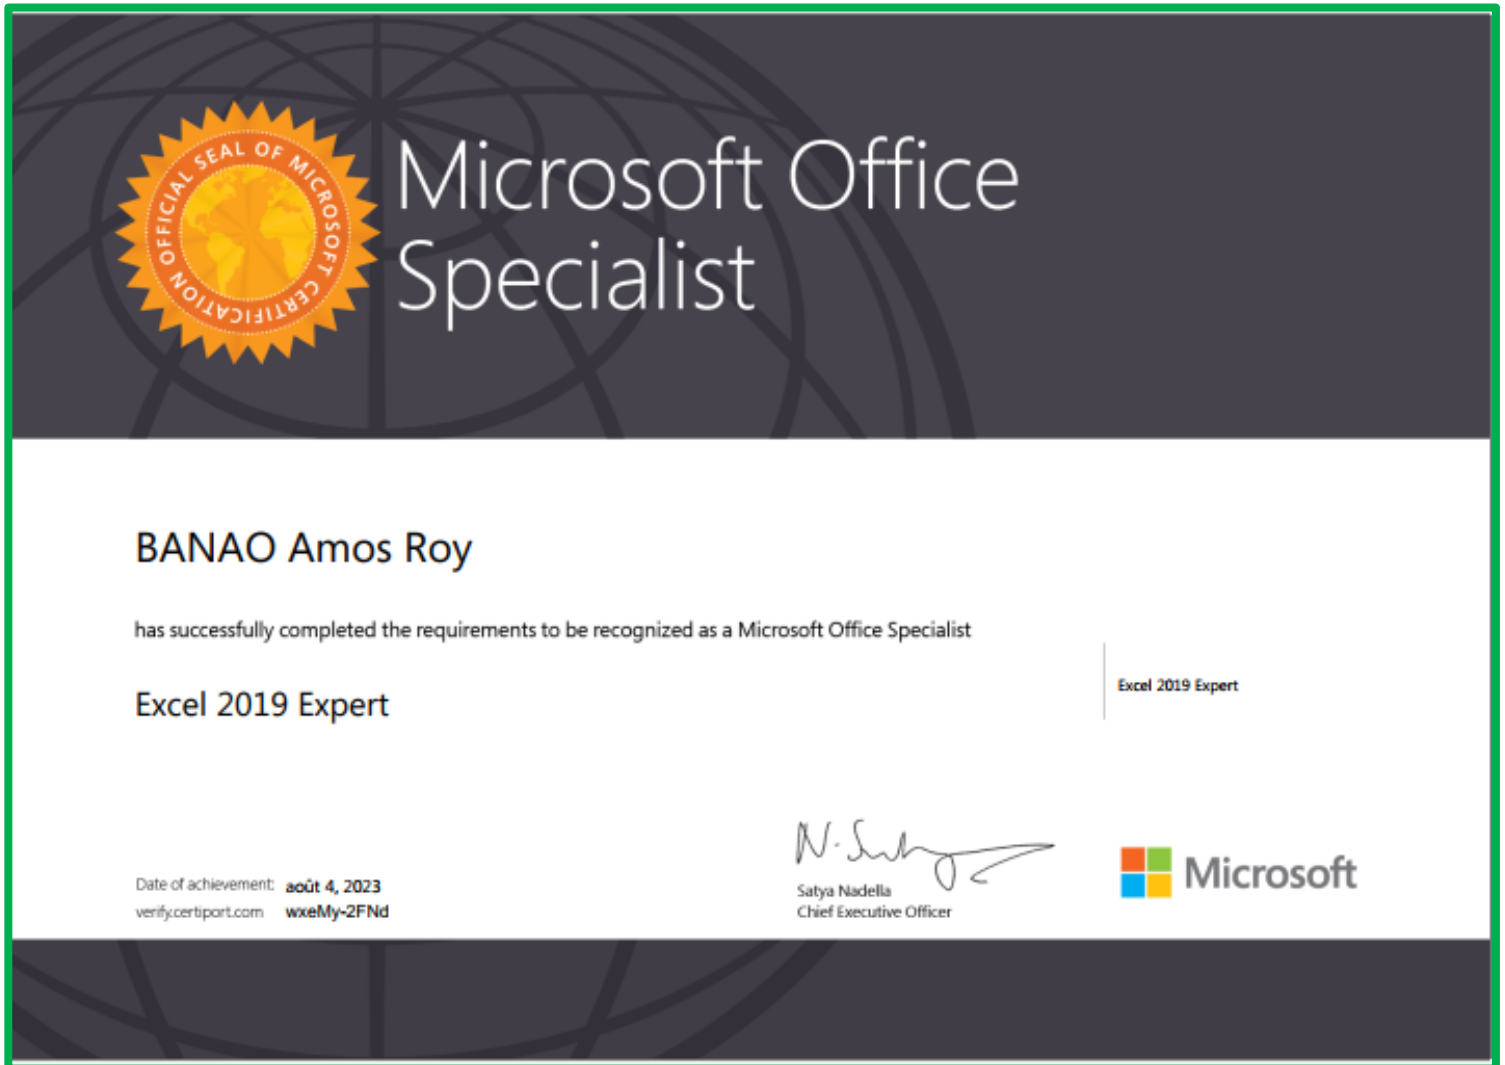 OFFICIAL SEAL OF MICROSOFT CERTIFICATION
Microsoft Office
Specialist
BANAO Amos Roy
has successfully completed the requirements to be recognized as a Microsoft Office Specialist
Excel 2019 Expert
Excel 2019 Expert
Date of achievement: août 4, 2023
verify.certiport.com wxeMy-2FNd
N. Satya
Satya Nadella
Chief Executive Officer
Microsoft